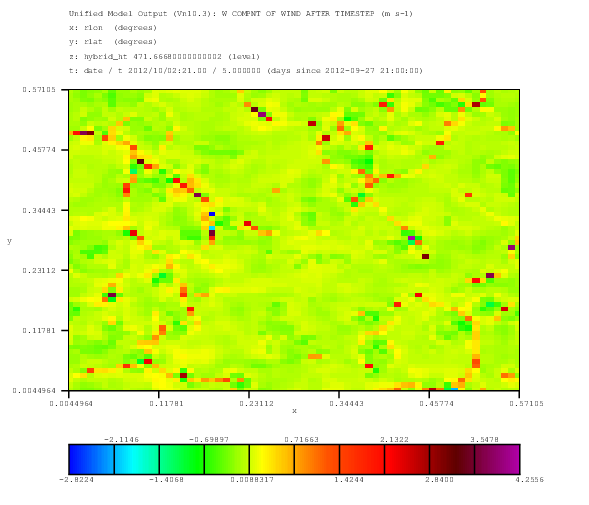 Unified Model Output (Vn10.3): W COMPNT OF WIND AFTER TIMESTEP (m s-1)
x: rlon (degrees)
y: rlat (degrees)
z: hybrid_ht 471.66680000000002 (level)
t: date / t 2012/10/02:21.00 / 5.000000 (days since 2012-09-27 21:00:00)
0.57105
0.45774
0.34443
y
0.23112
0.11781
0.0044964
0.0044964 0.11781 0.23112 0.34443 0.45774 0.57105
x
-2.1146 -0.69897 0.71663 2.1322 3.5478
-2.8224 -1.4068 0.0088317 1.4244 2.8400 4.2556